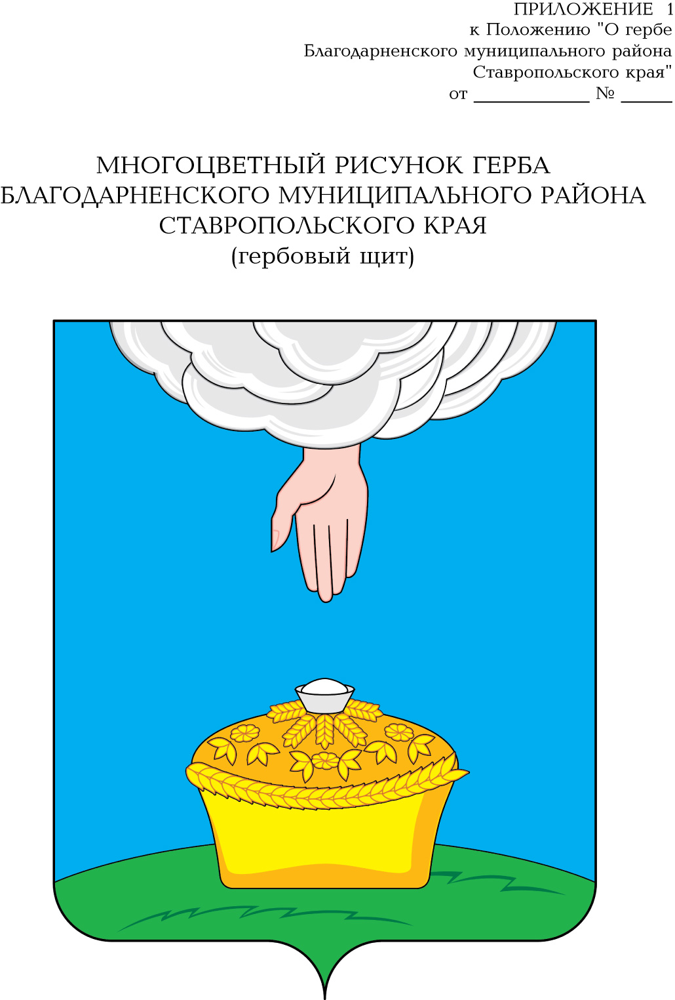 ПРИЛОЖЕНИЕ 1
к Положению "О гербе
Благодарненского муниципального района
Ставропольского края"
от ____________ № _____
МНОГОЦВЕТНЫЙ РИСУНОК ГЕРБА
БЛАГОДАРНЕНСКОГО МУНИЦИПАЛЬНОГО РАЙОНА
СТАВРОПОЛЬСКОГО КРАЯ
(гербовый щит)